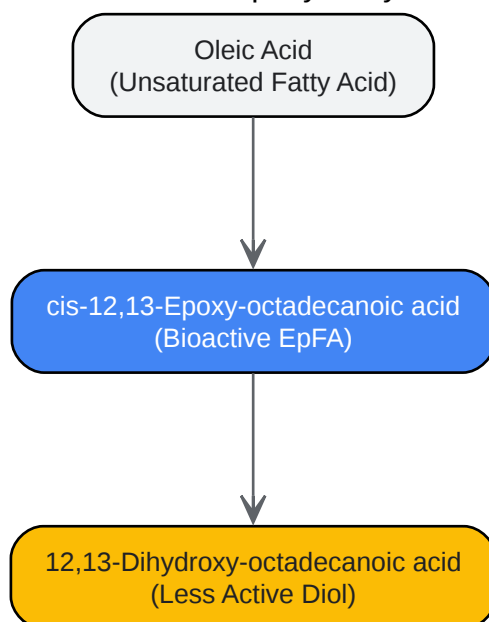 Oleic Acid
(Unsaturated Fatty Acid)
cis-12,13-Epoxy-octadecanoic acid
(Bioactive EpFA)
12,13-Dihydroxy-octadecanoic acid
(Less Active Diol)